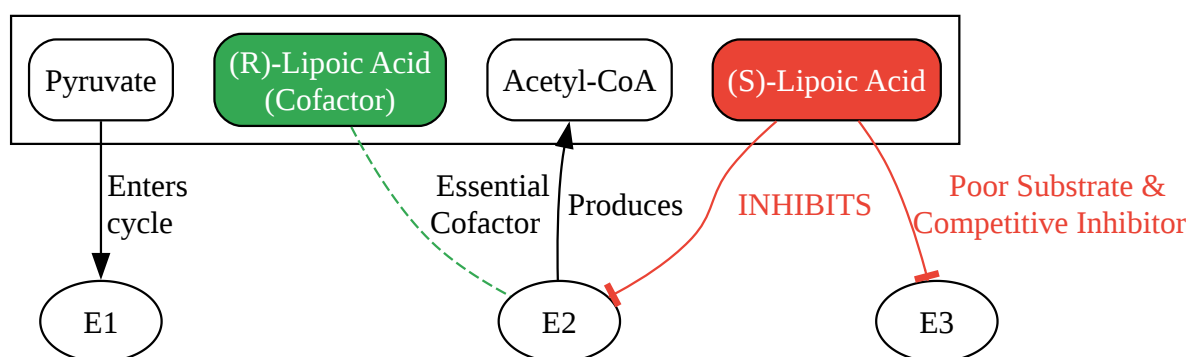 Pyruvate
(R)-Lipoic Acid
(Cofactor)
Acetyl-CoA
(S)-Lipoic Acid
Enters
cycle
Essential
Cofactor
Produces
INHIBITS
Poor Substrate &
Competitive Inhibitor
E1
E2
E3